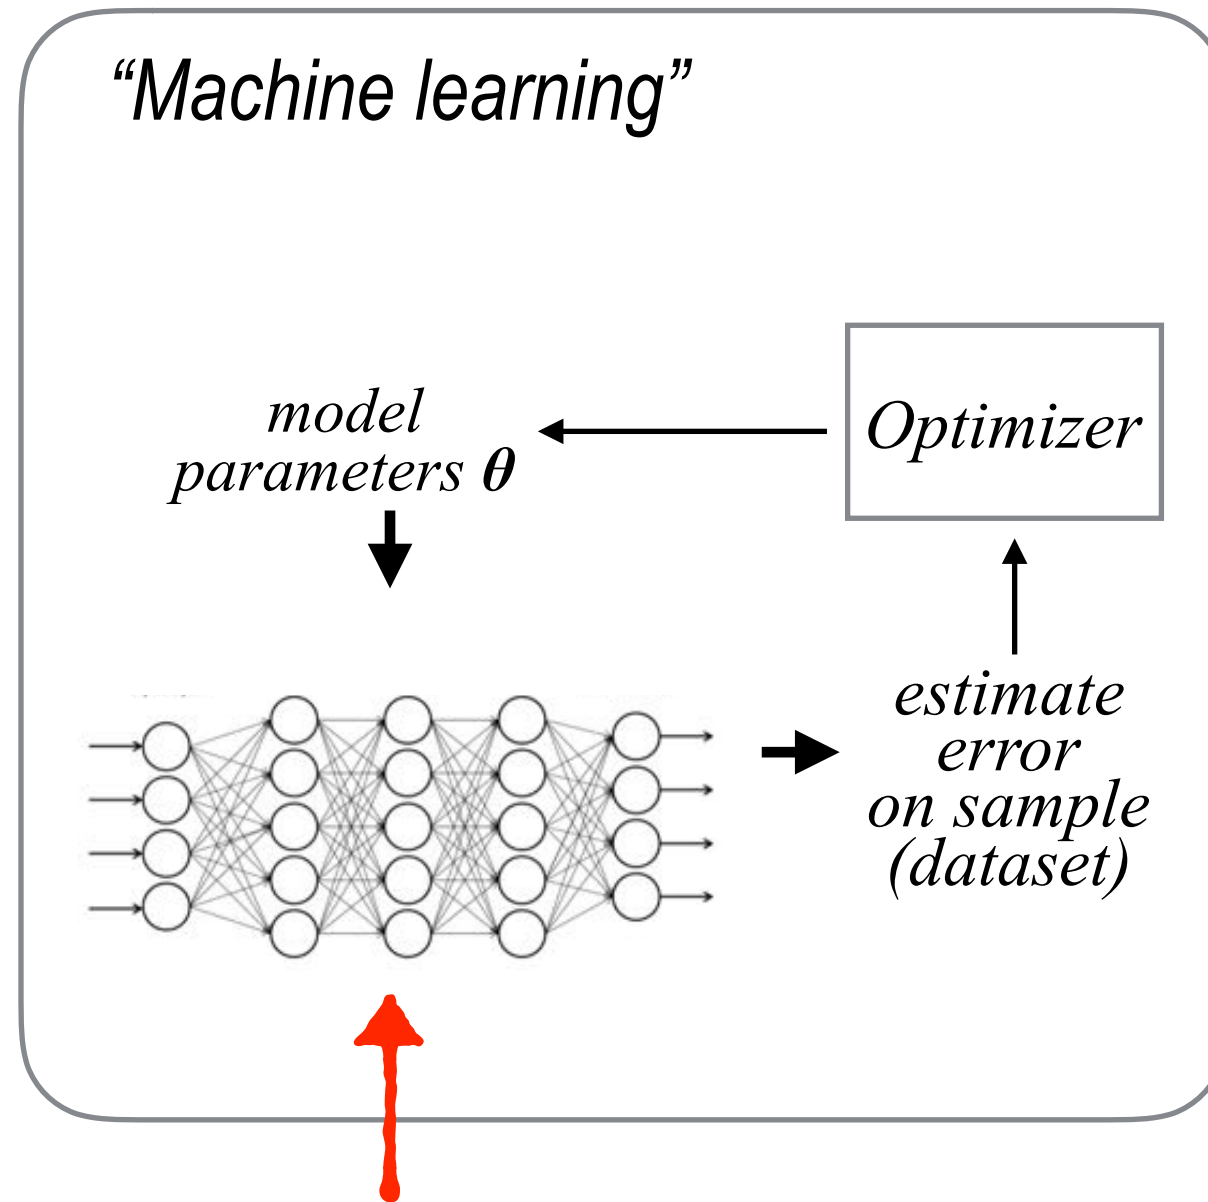 “Machine learning”
model
parameters θ
Optimizer
estimate
error
on sample
(dataset)